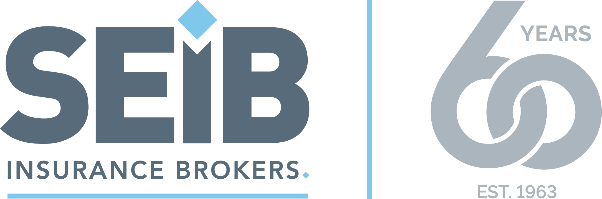 SEiB
INSURANCE BROKERS.
60 YEARS
EST. 1963